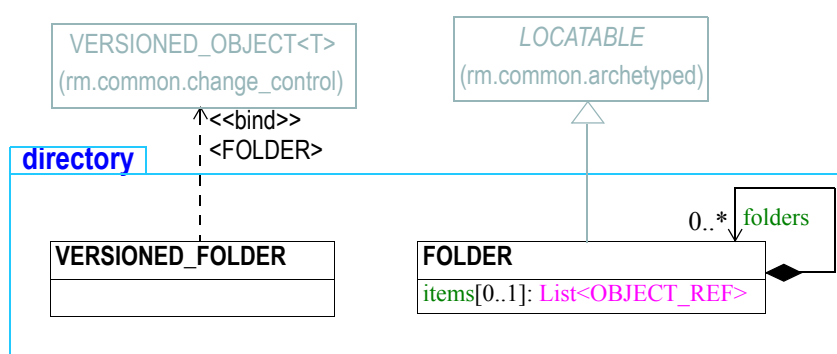 VERSIONED_OBJECT<T>
(rm.common.change_control)
LOCATABLE
(rm.common.archetyped)
<<bind>>
<FOLDER>
directory
0..*
folders
VERSIONED_FOLDER
FOLDER
items[0..1]: List<OBJECT_REF>